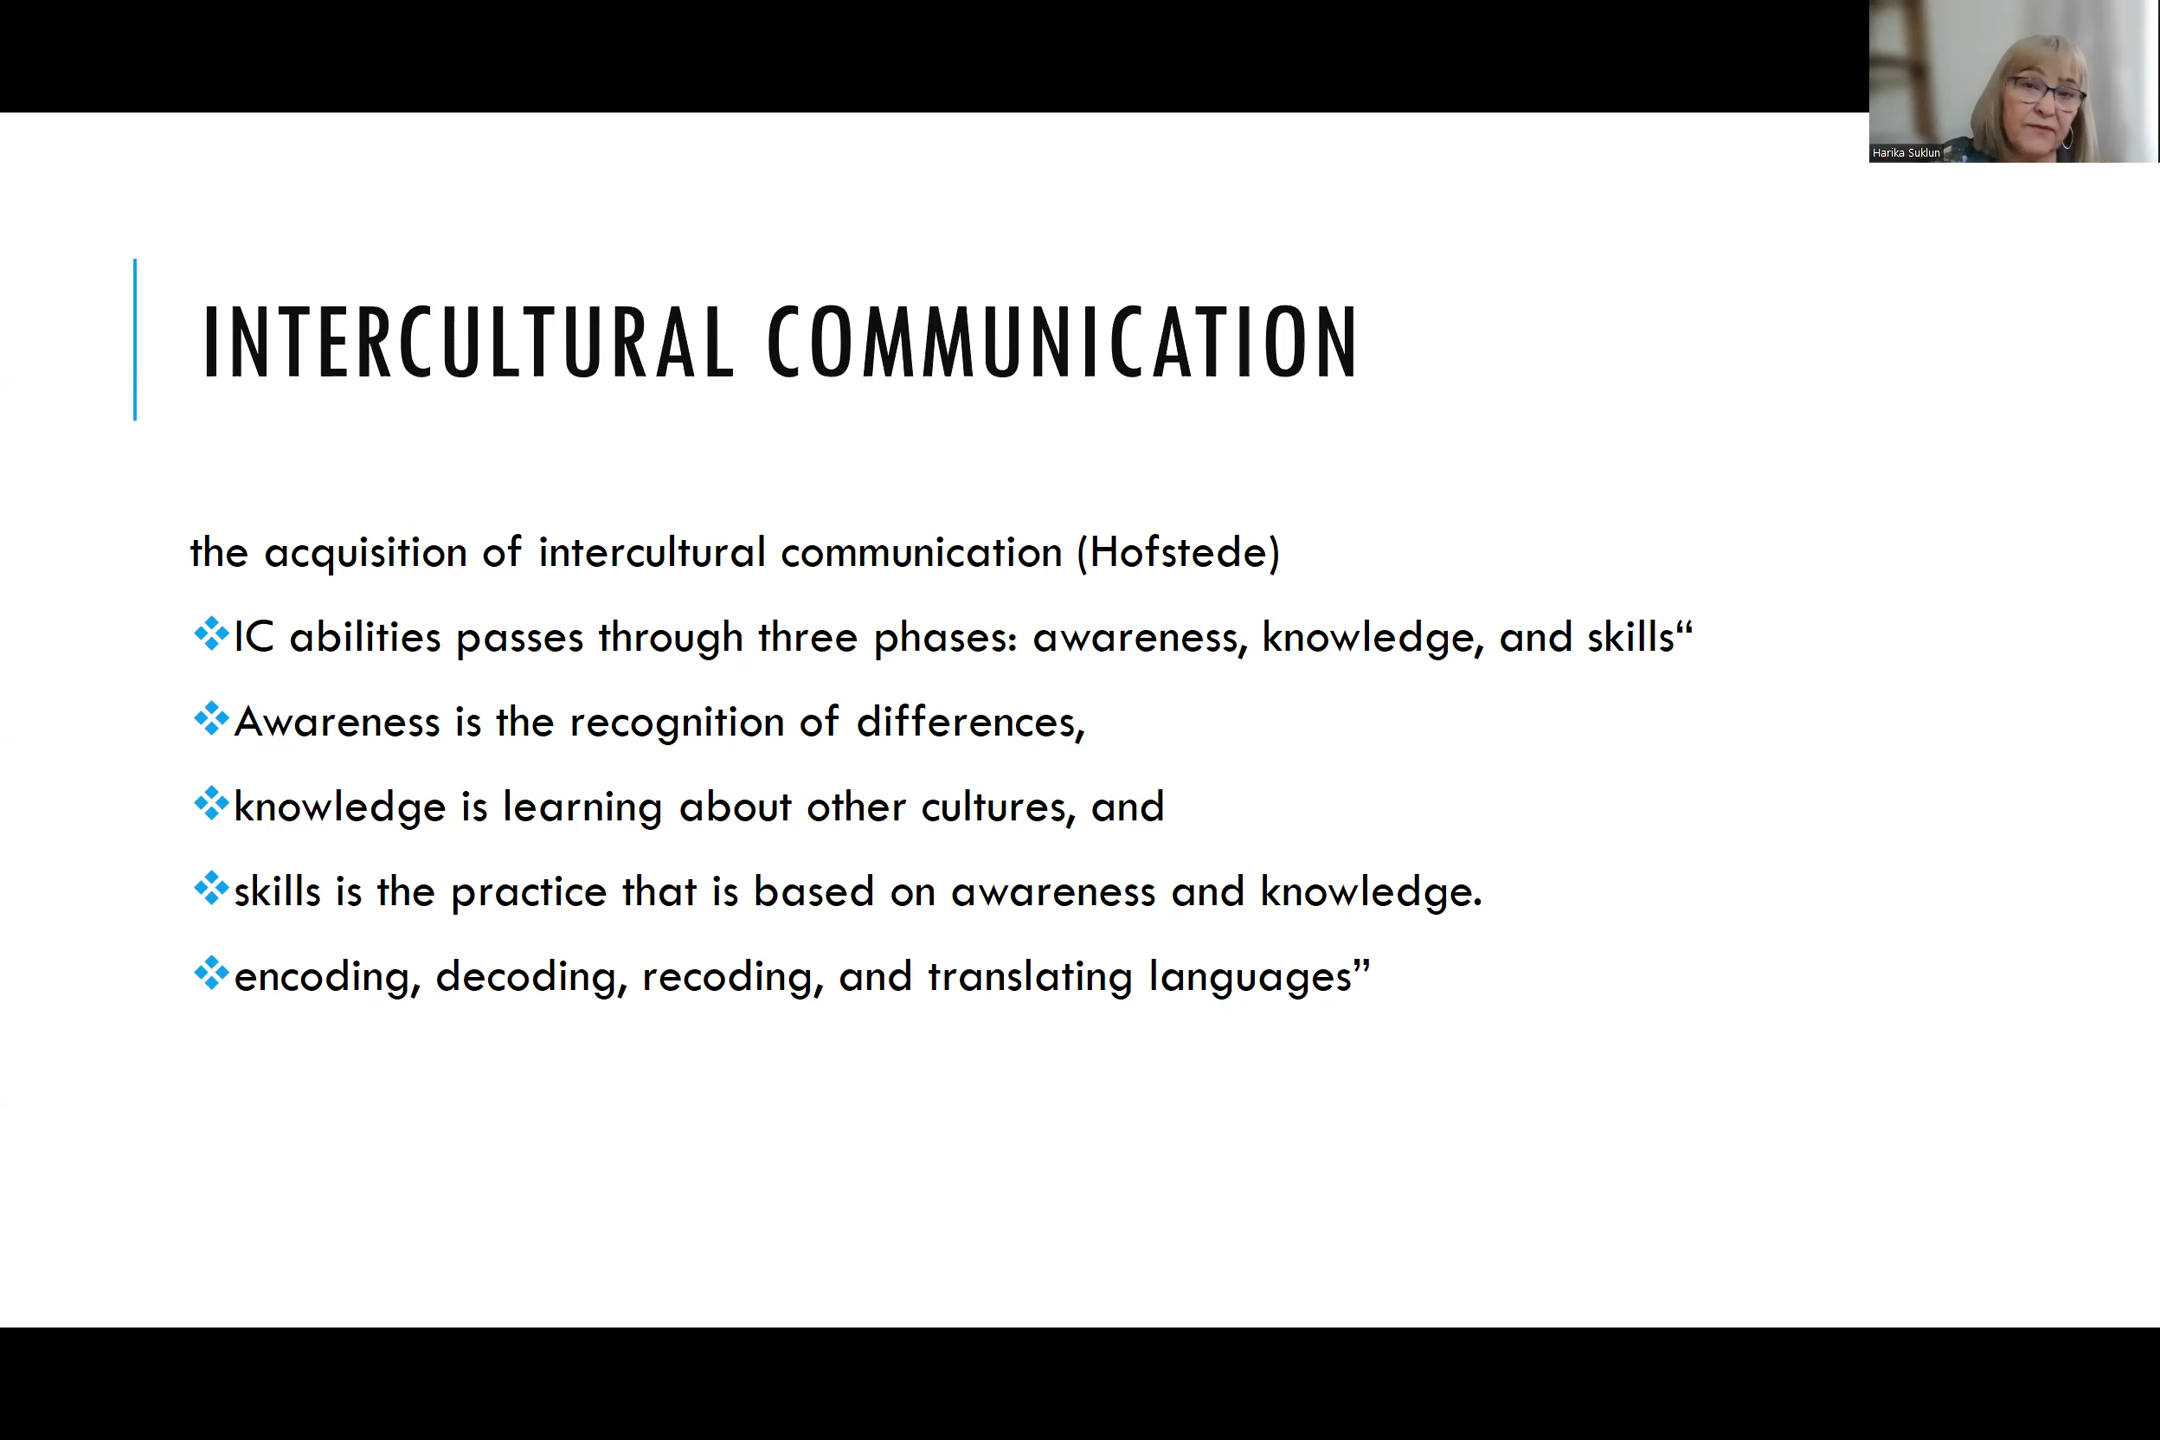 Harika Suklun
INTERCULTURAL COMMUNICATION
the acquisition of intercultural communication (Hofstede)
❖IC abilities passes through three phases: awareness, knowledge, and skills“
❖Awareness is the recognition of differences,
❖knowledge is learning about other cultures, and
❖skills is the practice that is based on awareness and knowledge.
❖encoding, decoding, recoding, and translating languages”